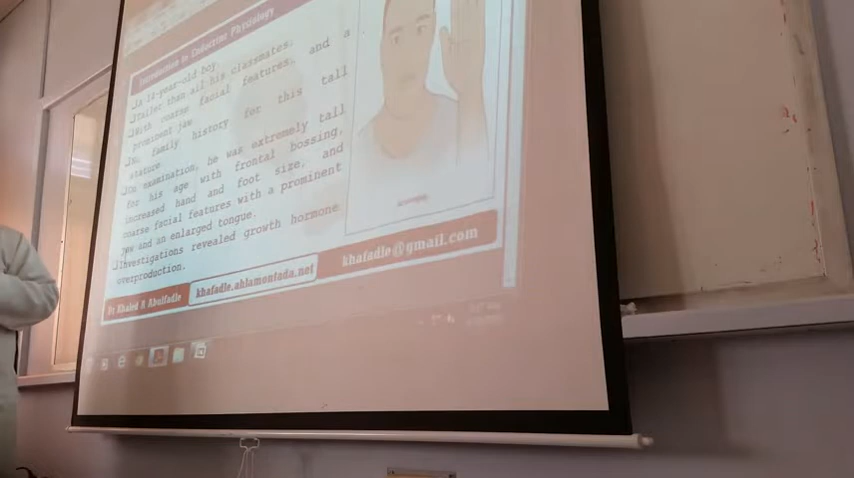 Introduction to Endocrine Physiology
A 14-year-old boy.
Taller than all his classmates.
With coarse facial features, and a
prominent jaw
No family history for this tall
stature.
On examination, he was extremely tall
for his age with frontal bossing,
increased hand and foot size, and
coarse facial features with a prominent
jaw and an enlarged tongue.
Investigations revealed growth hormone
overproduction.
Dr Khaled A Abulfadle
khafadle.ahlamontada.net
khafadle@gmail.com